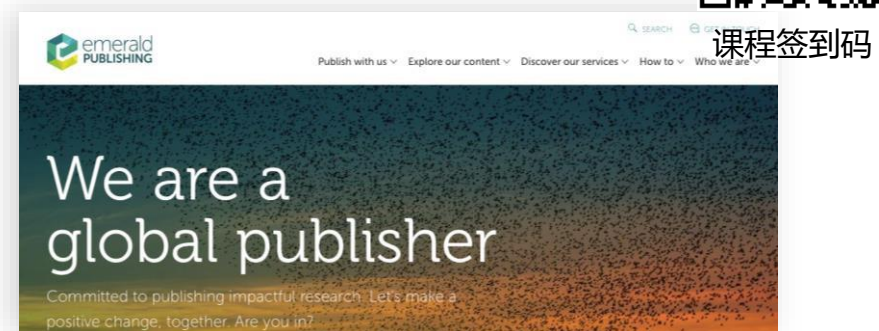 SEARCH
课程签到码
emerald
PUBLISHING
Publish with us Explore our content Discover our services How to Who we are
We are a
global publisher
Committed to publishing impactful research. Let's make a
positive change, together. Are you in?